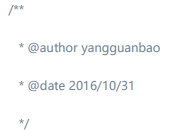 /**
* @author yangguanbao
* @date 2016/10/31
*/